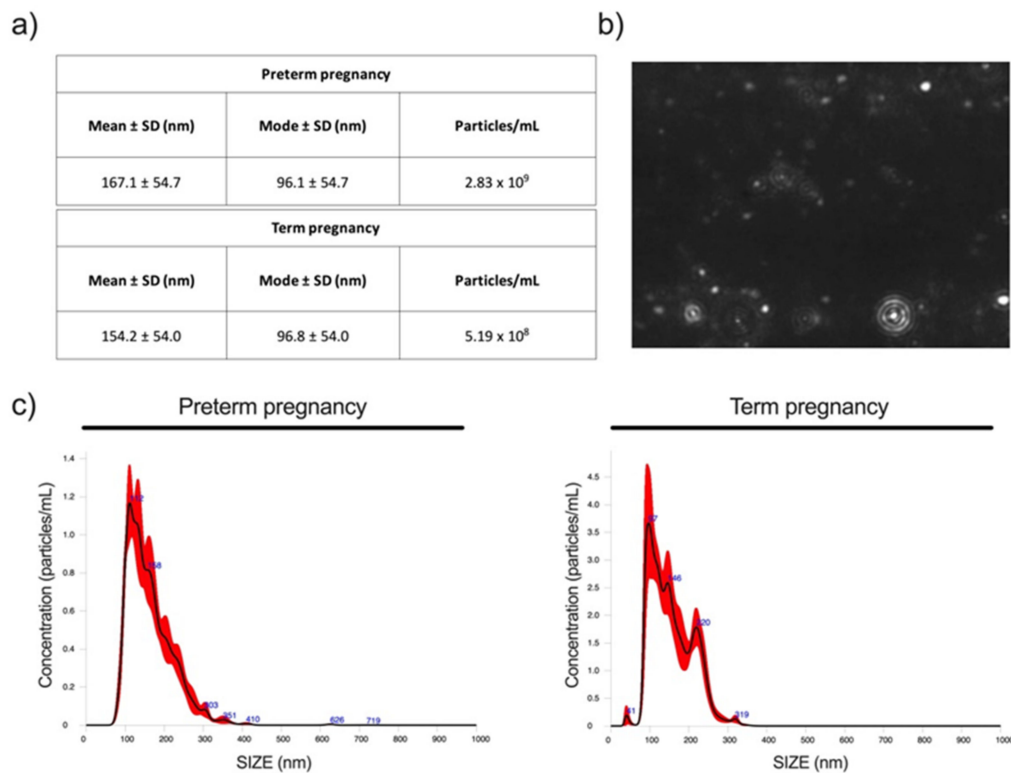 a)
Preterm pregnancy
Mean ± SD (nm) Mode ± SD (nm) Particles/mL
167.1 ± 54.7 96.1 ± 54.7 2.83 x 10⁹
Term pregnancy
Mean ± SD (nm) Mode ± SD (nm) Particles/mL
154.2 ± 54.0 96.8 ± 54.0 5.19 x 10⁸
b)
c)
Preterm pregnancy
Concentration (particles/mL)
1.4
1.2
1.0
0.8
0.6
0.4
0.2
0
158
303
351
410
626
719
0 100 200 300 400 500 600 700 800 900 1000
SIZE (nm)
Term pregnancy
Concentration (particles/mL)
4.5
4.0
3.5
3.0
2.5
2.0
1.5
1.0
0.5
0
319
0 100 200 300 400 500 600 700 800 900 1000
SIZE (nm)